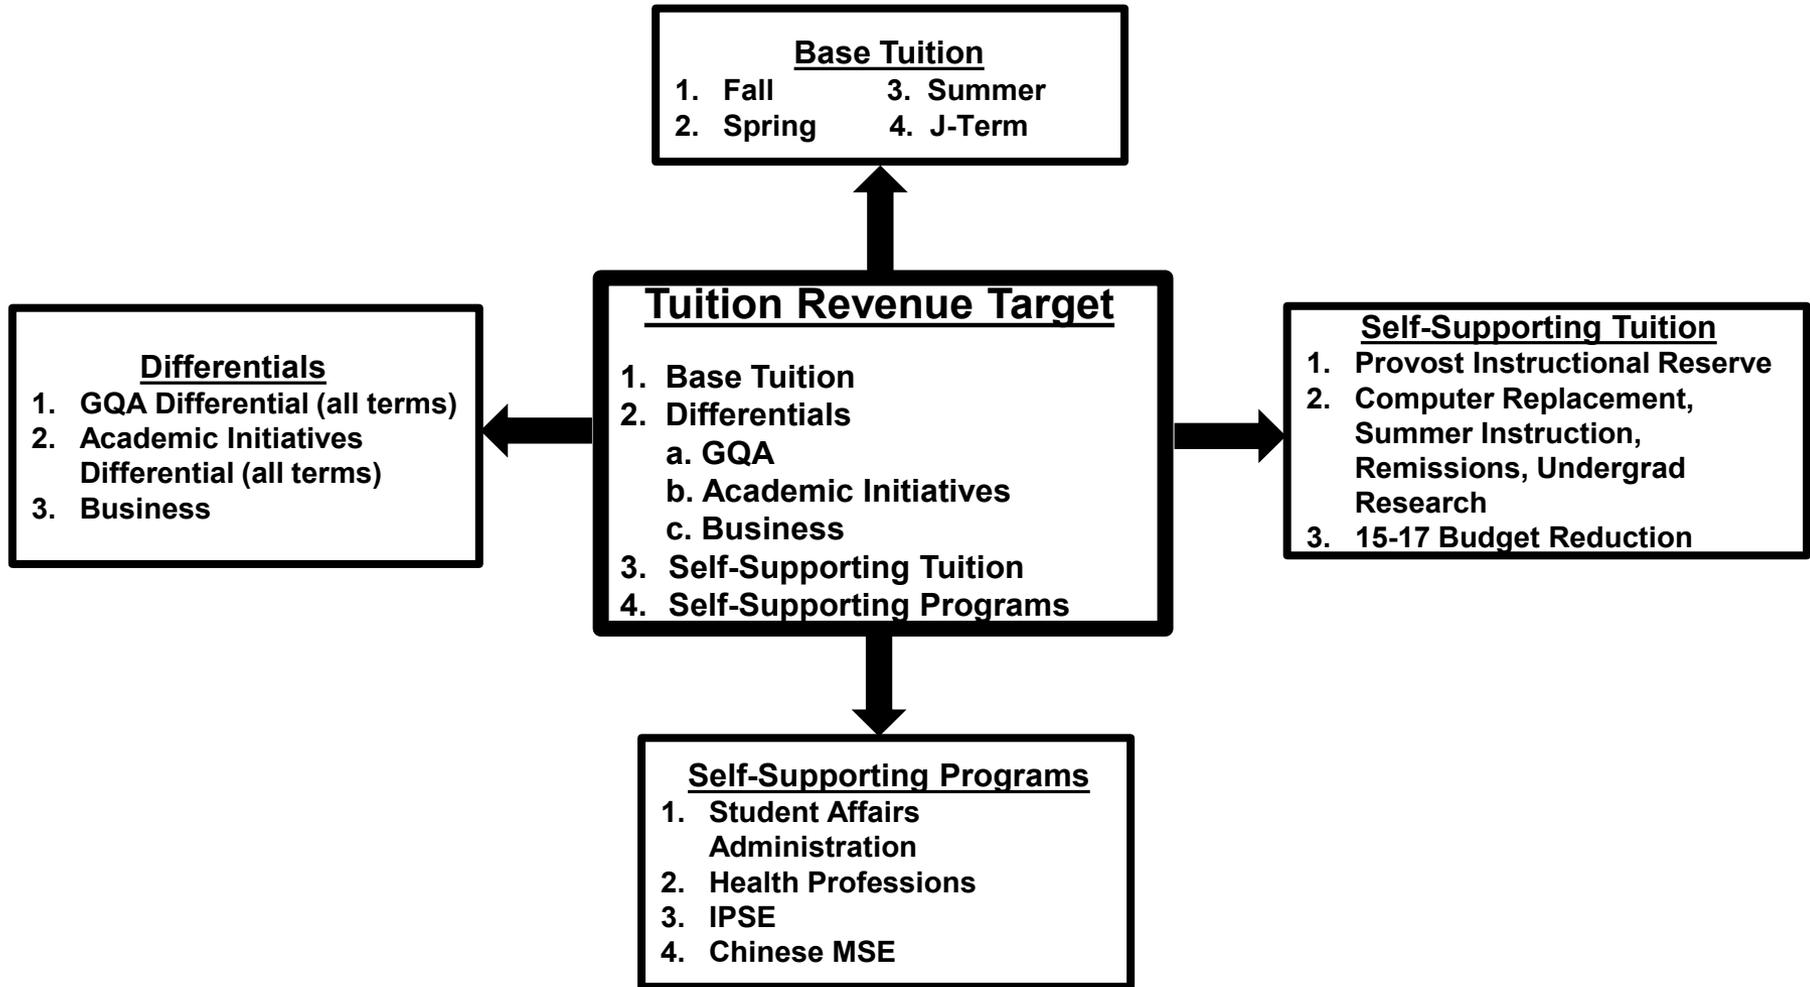 Base Tuition
1. Fall 3. Summer
2. Spring 4. J-Term
Tuition Revenue Target
1. Base Tuition
2. Differentials
a. GQA
b. Academic Initiatives
c. Business
3. Self-Supporting Tuition
4. Self-Supporting Programs
Differentials
1. GQA Differential (all terms)
2. Academic Initiatives
Differential (all terms)
3. Business
Self-Supporting Tuition
1. Provost Instructional Reserve
2. Computer Replacement,
Summer Instruction,
Remissions, Undergrad
Research
3. 15-17 Budget Reduction
Self-Supporting Programs
1. Student Affairs
Administration
2. Health Professions
3. IPSE
4. Chinese MSE